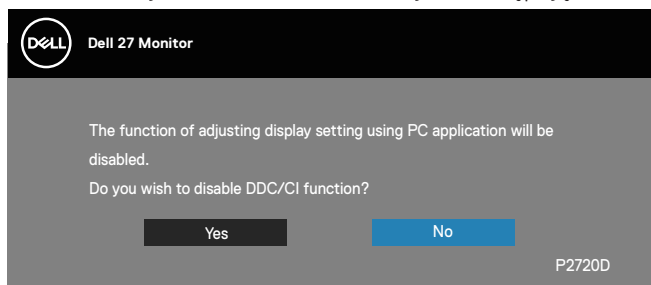 DELL
Dell 27 Monitor
The function of adjusting display setting using PC application will be
disabled.
Do you wish to disable DDC/CI function?
Yes
No
P2720D